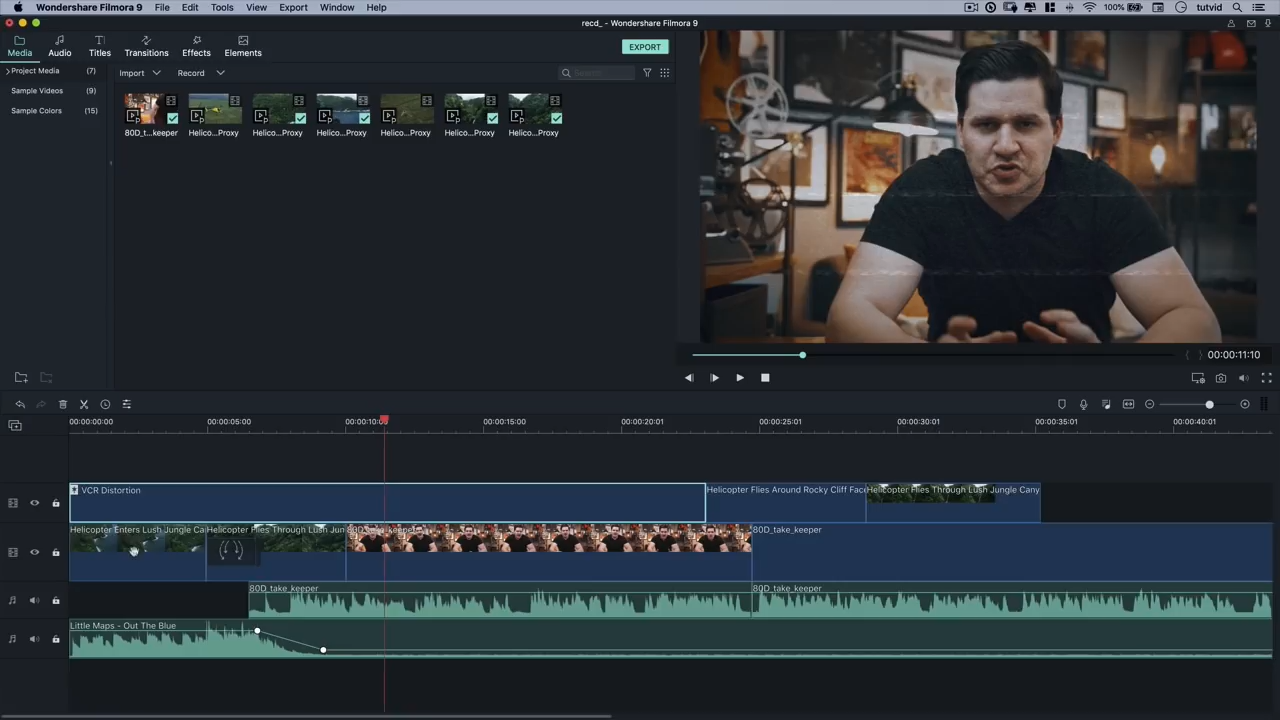 Wondershare Filmora 9 File Edit Tools View Export Window Help 100% tutvid
recd_ - Wondershare Filmora 9
Media Audio Titles Transitions Effects Elements EXPORT
Project Media (7)
Import Record Search
Sample Videos (9)
Sample Colors (15)
80D_t...keeper Helico...Proxy Helico...Proxy Helico...Proxy Helico...Proxy Helico...Proxy Helico...Proxy
00:00:11:10
00:00:00:00 00:00:05:00 00:00:10:0 00:00:15:00 00:00:20:01 00:00:25:01 00:00:30:01 00:00:35:01 00:00:40:01
VCR Distortion Helicopter Flies Around Rocky Cliff Face Helicopter Flies Through Lush Jungle Cany
Helicopter Enters Lush Jungle Ca Helicopter Flies Through Lush Jun 80D_take_keeper 80D_take_keeper
80D_take_keeper 80D_take_keeper
Little Maps - Out The Blue